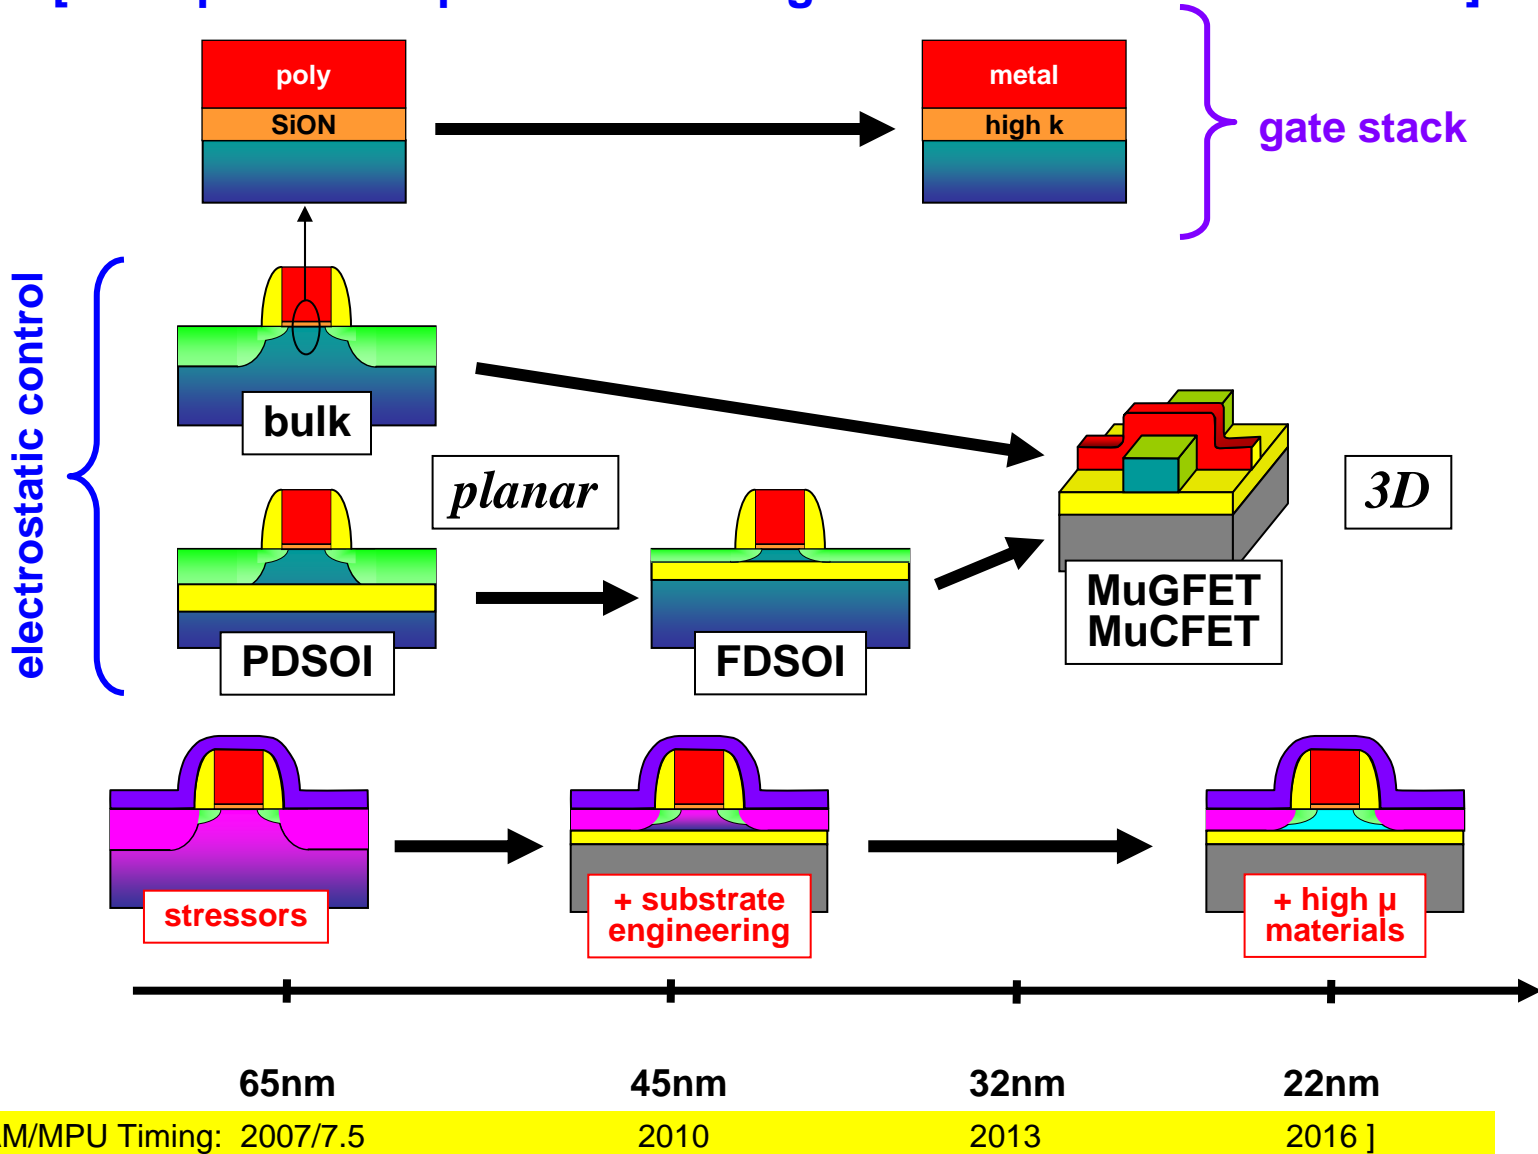 poly
SiON
metal
high k
gate stack
electrostatic control
bulk
planar
3D
PDSOI
FDSOI
MuGFET
MuCFET
stressors
+ substrate
engineering
+ high µ
materials
65nm 45nm 32nm 22nm
AM/MPU Timing: 2007/7.5 2010 2013 2016 ]